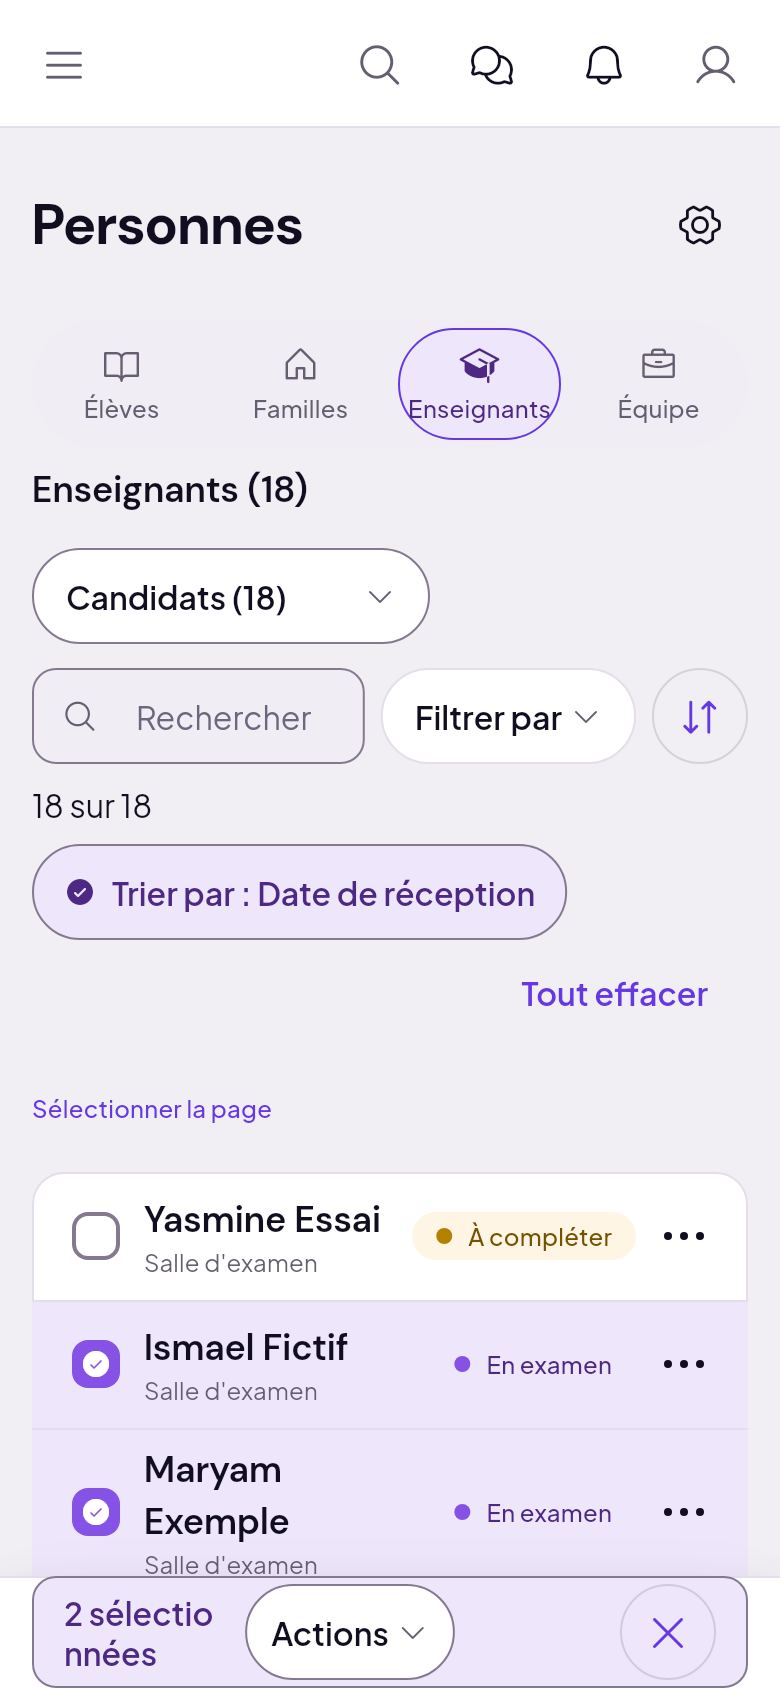 Personnes
Élèves
Familles
Enseignants
Équipe
Enseignants (18)
Candidats (18)
Rechercher
Filtrer par
18 sur 18
Trier par : Date de réception
Tout effacer
Sélectionner la page
Yasmine Essai
À compléter
Salle d'examen
Ismael Fictif
En examen
Salle d'examen
Maryam
Exemple
En examen
Salle d'examen
2 sélectio
nnées
Actions